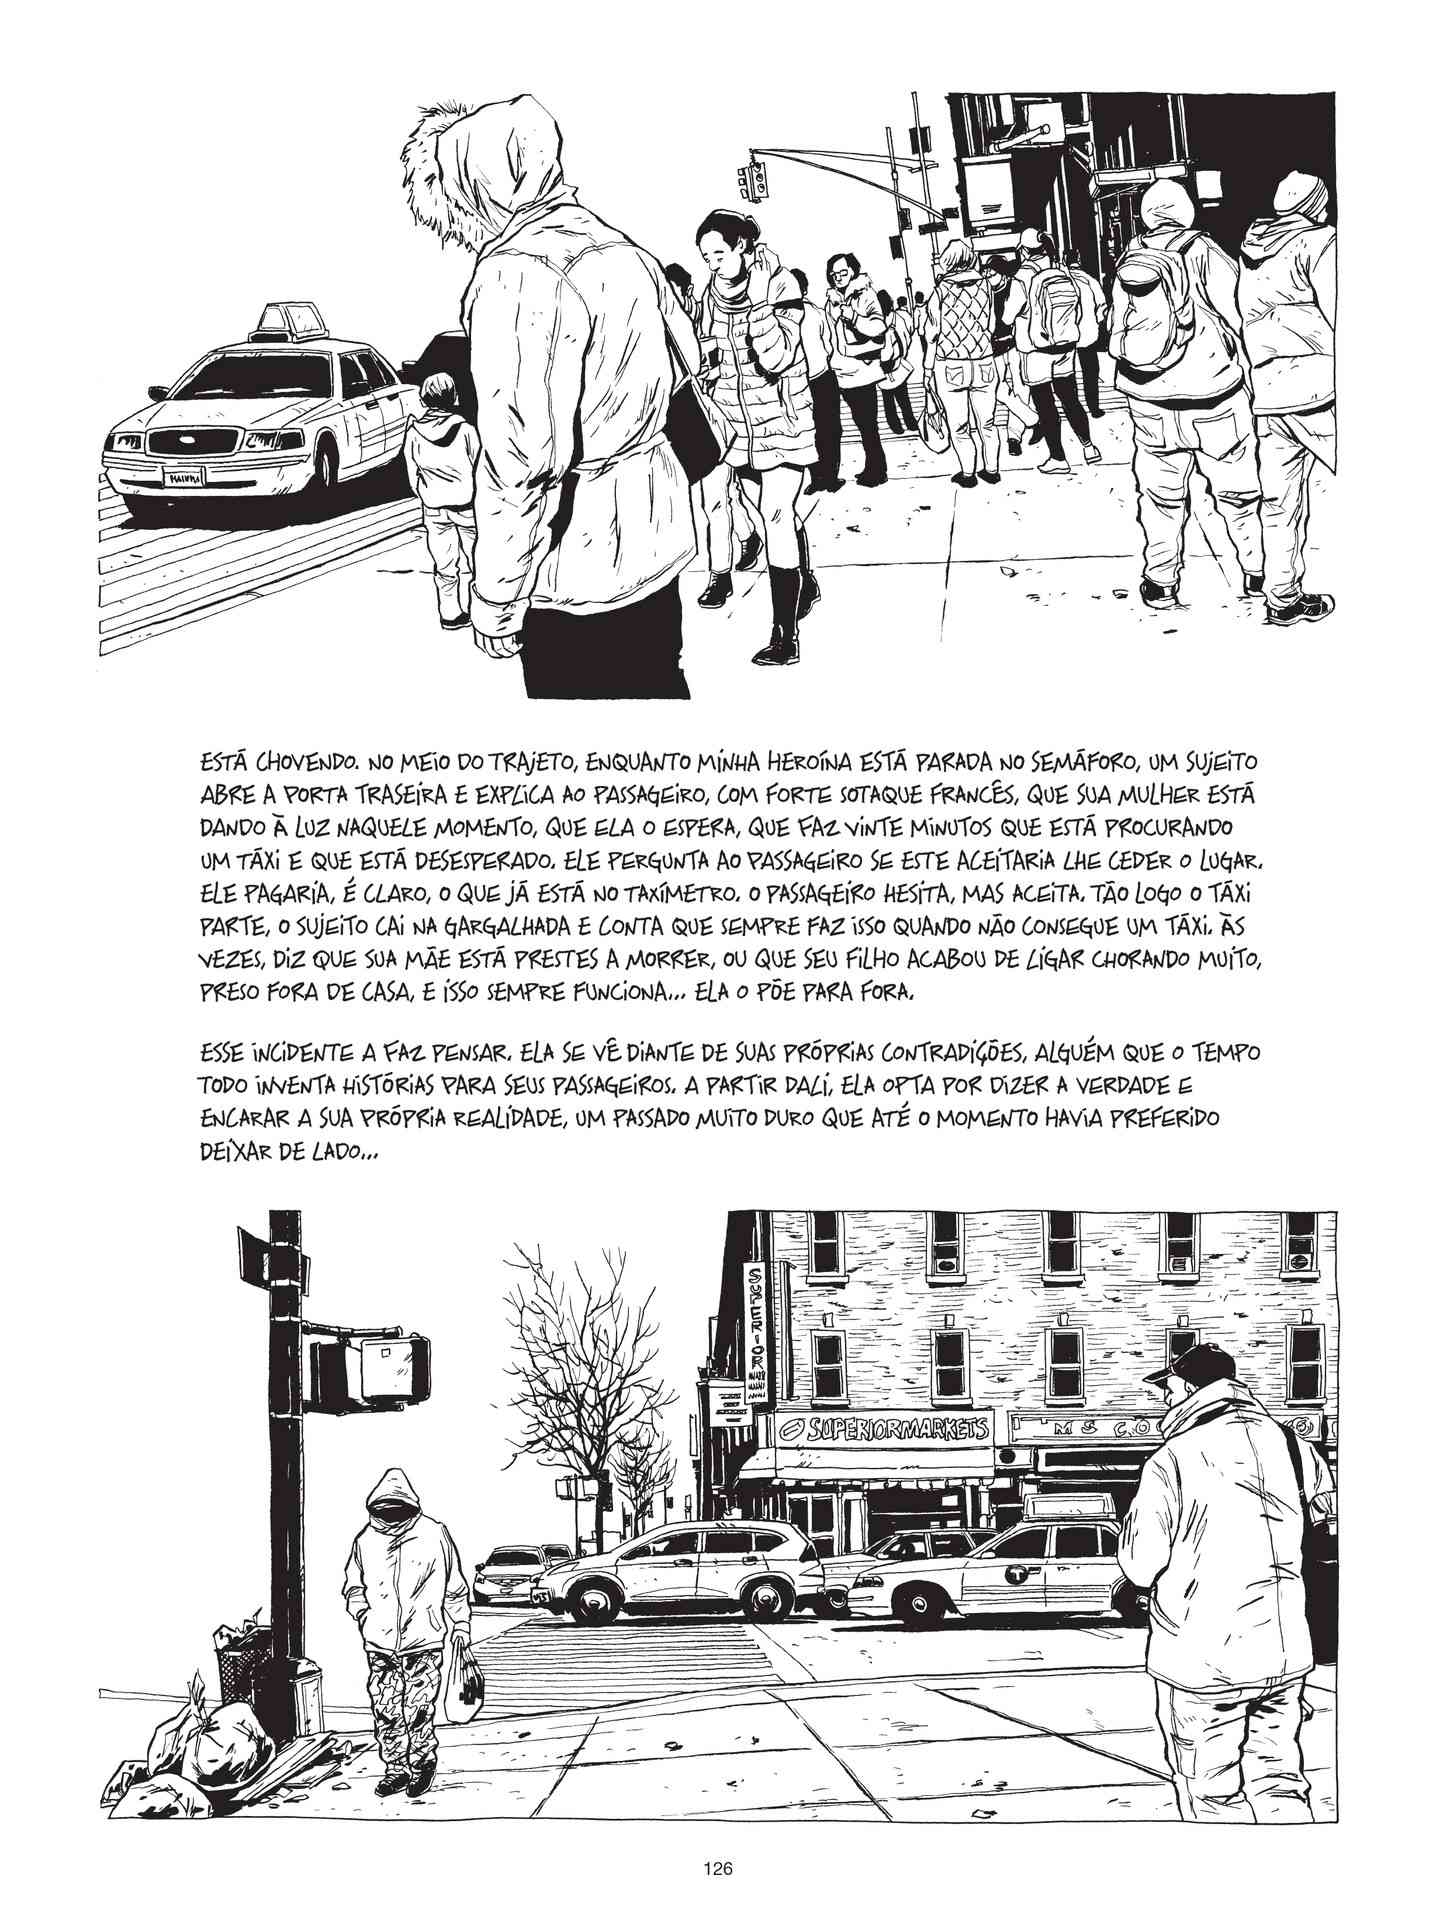 ESTÁ CHOVENDO. NO MEIO DO TRAJETO, ENQUANTO MINHA HEROÍNA ESTÁ PARADA NO SEMÁFORO, UM SUJEITO
ABRE A PORTA TRASEIRA E EXPLICA AO PASSAGEIRO, COM FORTE SOTAQUE FRANCÊS, QUE SUA MULHER ESTÁ
DANDO À LUZ NAQUELE MOMENTO, QUE ELA O ESPERA, QUE FAZ VINTE MINUTOS QUE ESTÁ PROCURANDO
UM TÁXI E QUE ESTÁ DESESPERADO. ELE PERGUNTA AO PASSAGEIRO SE ESTE ACEITARIA LHE CEDER O LUGAR.
ELE PAGARIA, É CLARO, O QUE JÁ ESTÁ NO TAXÍMETRO. O PASSAGEIRO HESITA, MAS ACEITA. TÃO LOGO O TÁXI
PARTE, O SUJEITO CAI NA GARGALHADA E CONTA QUE SEMPRE FAZ ISSO QUANDO NÃO CONSEGUE UM TÁXI. ÀS
VEZES, DIZ QUE SUA MÃE ESTÁ PRESTES A MORRER, OU QUE SEU FILHO ACABOU DE LIGAR CHORANDO MUITO,
PRESO FORA DE CASA, E ISSO SEMPRE FUNCIONA... ELA O PÕE PARA FORA.
ESSE INCIDENTE A FAZ PENSAR. ELA SE VÊ DIANTE DE SUAS PRÓPRIAS CONTRADIÇÕES, ALGUÉM QUE O TEMPO
TODO INVENTA HISTÓRIAS PARA SEUS PASSAGEIROS. A PARTIR DALI, ELA OPTA POR DIZER A VERDADE E
ENCARAR A SUA PRÓPRIA REALIDADE, UM PASSADO MUITO DURO QUE ATÉ O MOMENTO HAVIA PREFERIDO
DEIXAR DE LADO...
SUPERIOR
SUPERIORMARKETS
T
126